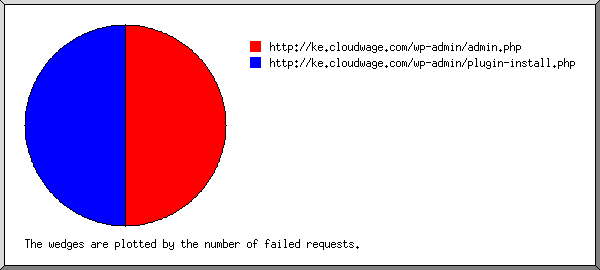 http://ke.cloudwage.com/wp-admin/admin.php
http://ke.cloudwage.com/wp-admin/plugin-install.php
The wedges are plotted by the number of failed requests.